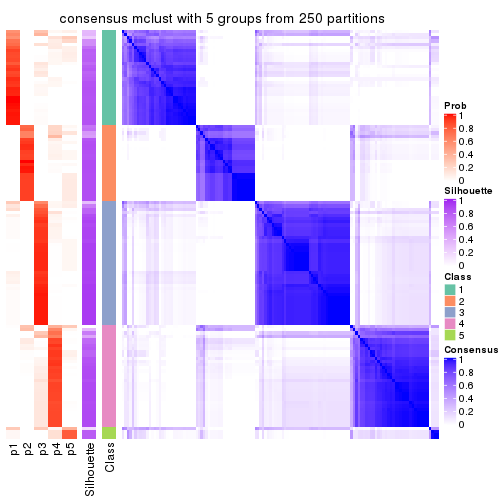 consensus mclust with 5 groups from 250 partitions
Prob
1
0.8
0.6
0.4
0.2
0
Silhouette
1
0.8
0.6
0.4
0.2
0
Class
1
2
3
4
5
Consensus
1
0.8
0.6
0.4
0.2
0
p1
p2
p3
p4
p5
Silhouette
Class